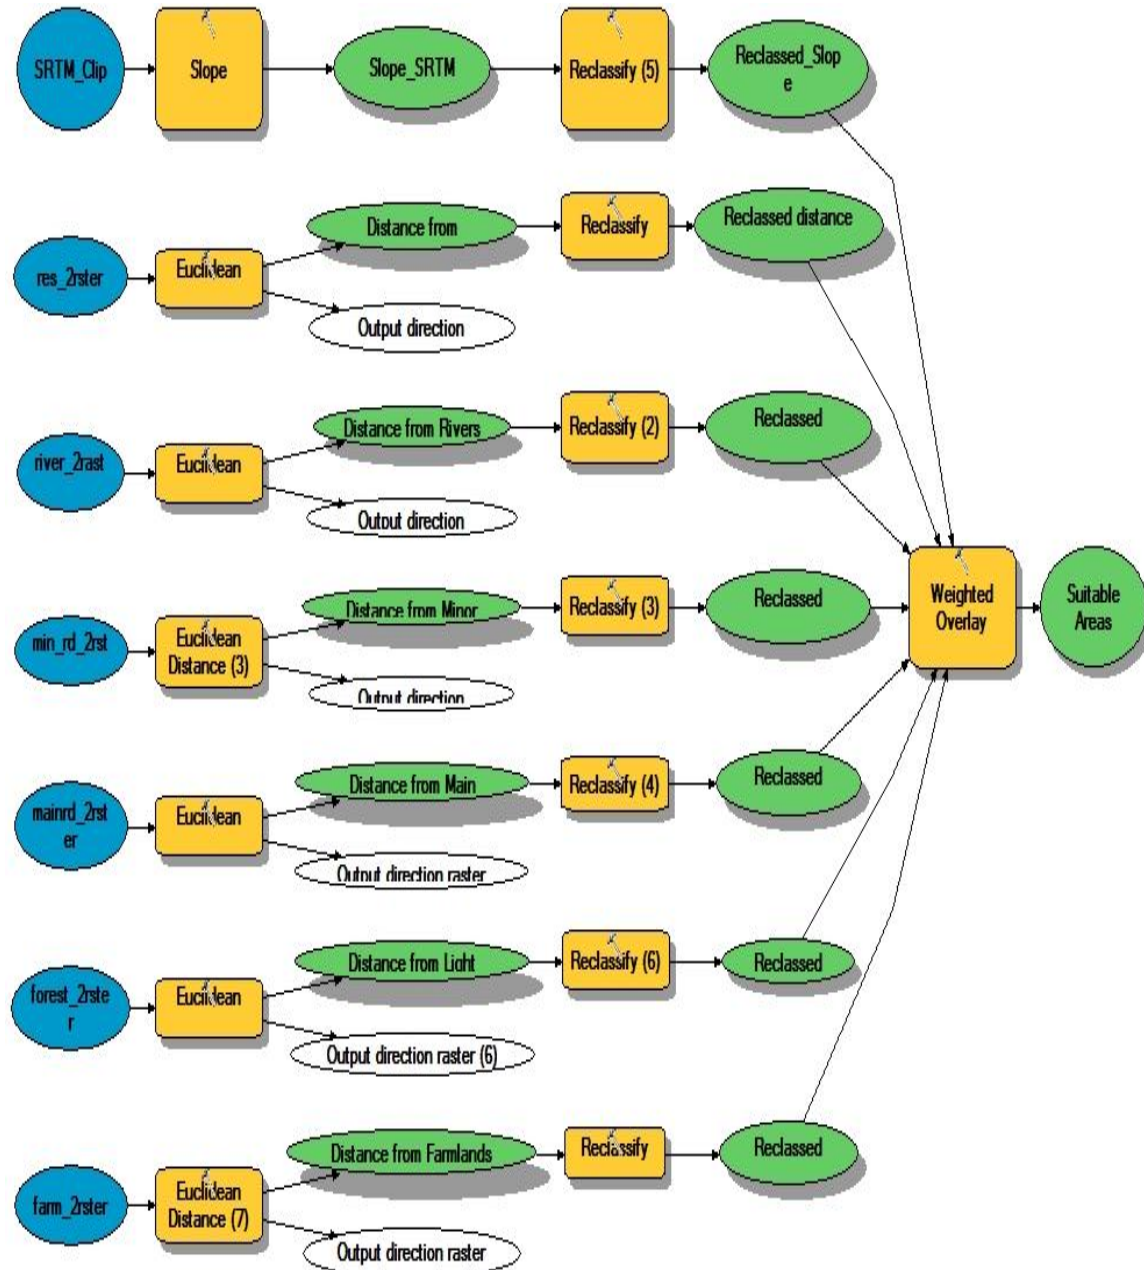 SRTM_Clip
Slope
Slope_SRTM
Reclassify (5)
Reclassed_Slop
e
res_2rster
Euclidean
Distance from
Output direction
Reclassify
Reclassed distance
river_2rast
Euclidean
Distance from Rivers
Output direction
Reclassify (2)
Reclassed
min_rd_2rst
Euclidean
Distance (3)
Distance from Minor
Output direction
Reclassify (3)
Reclassed
Weighted
Overlay
Suitable
Areas
mainrd_2rst
er
Euclidean
Distance from Main
Output direction raster
Reclassify (4)
Reclassed
forest_2rste
r
Euclidean
Distance from Light
Output direction raster (6)
Reclassify (6)
Reclassed
farm_2rster
Euclidean
Distance (7)
Distance from Farmlands
Output direction raster
Reclassify
Reclassed